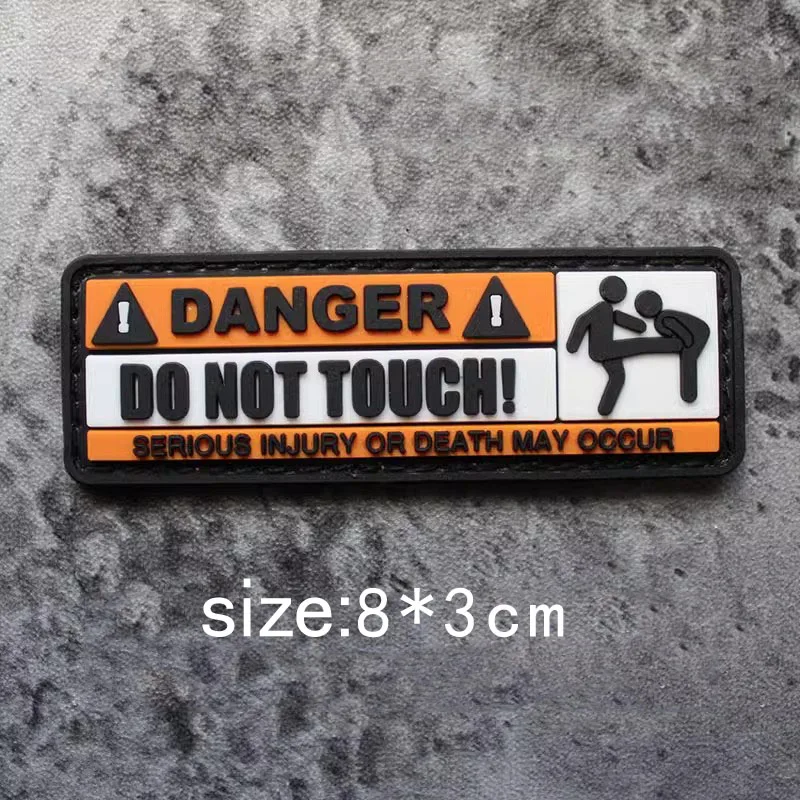 ! DANGER !
DO NOT TOUCH!
SERIOUS INJURY OR DEATH MAY OCCUR
size:8*3cm